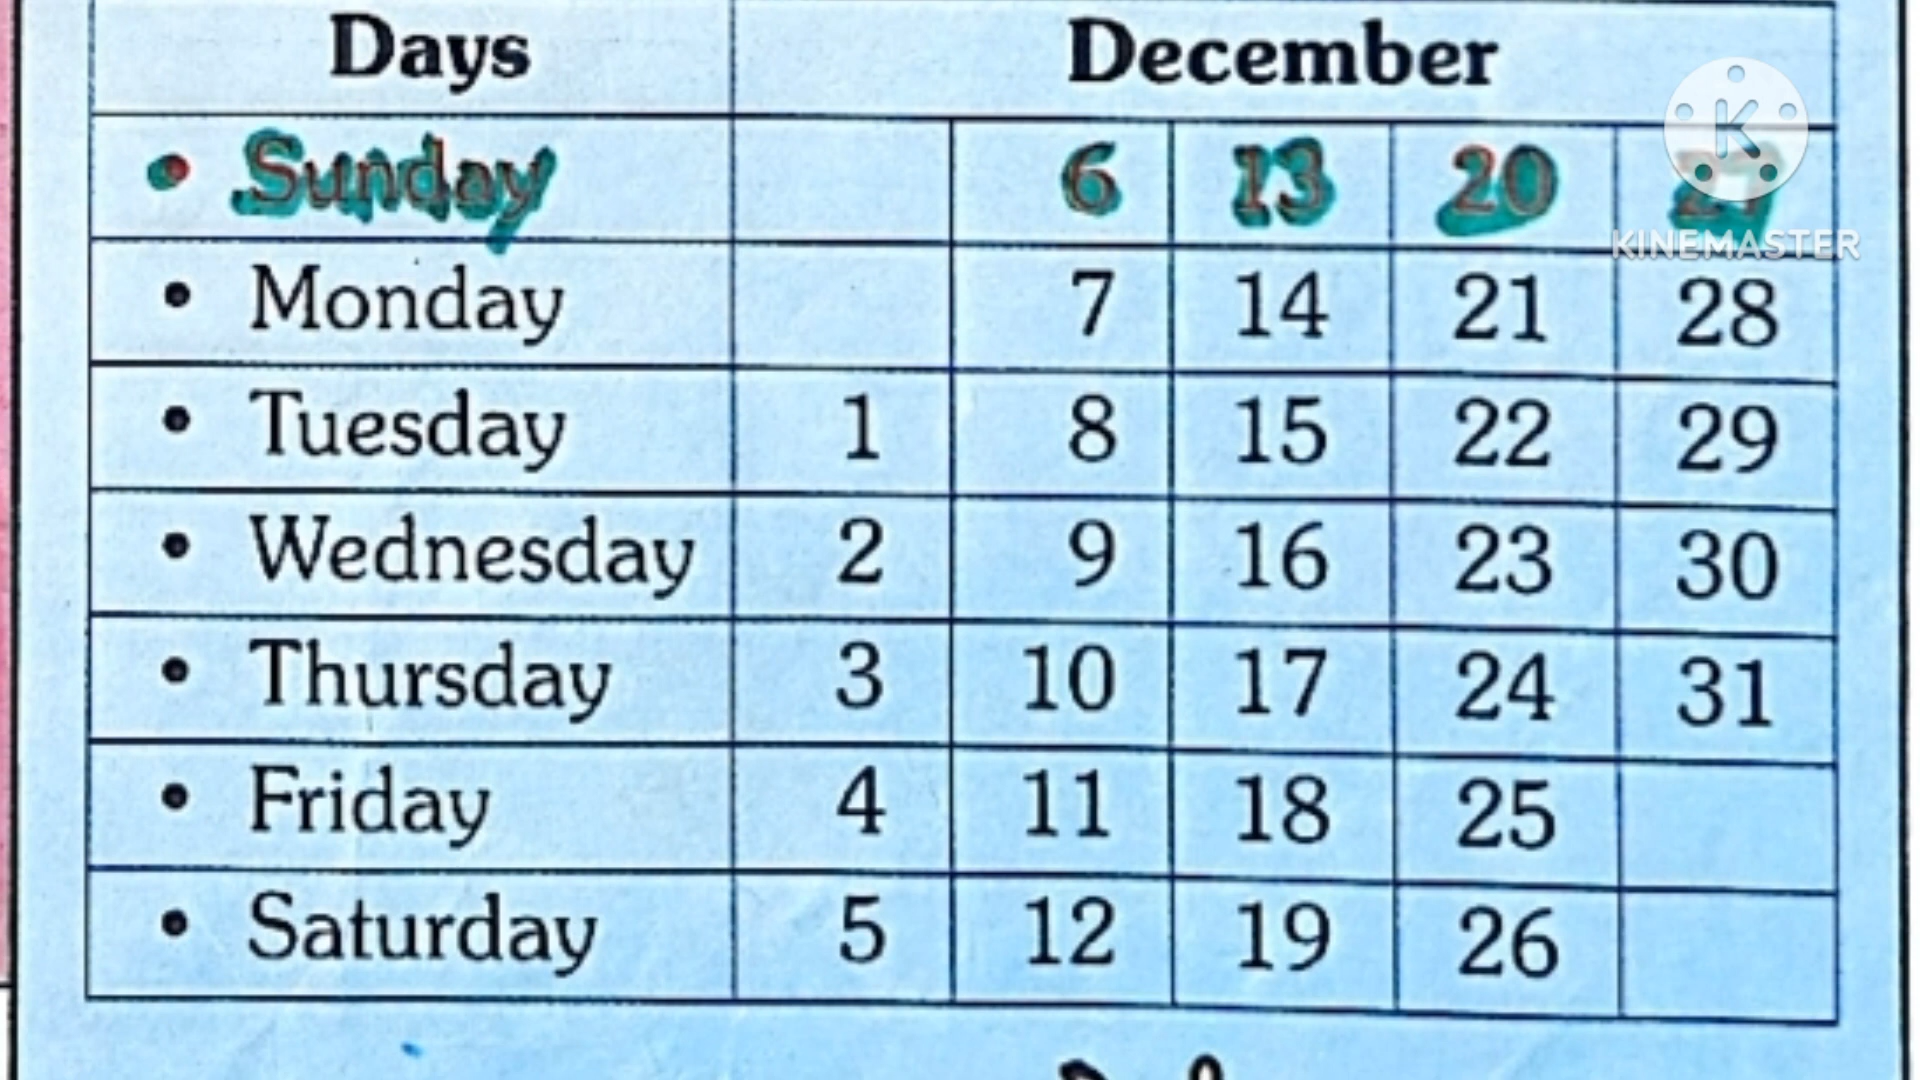 Days December
• Sunday 6 13 20 27
• Monday 7 14 21 28
• Tuesday 1 8 15 22 29
• Wednesday 2 9 16 23 30
• Thursday 3 10 17 24 31
• Friday 4 11 18 25
• Saturday 5 12 19 26
K
KINEMASTER